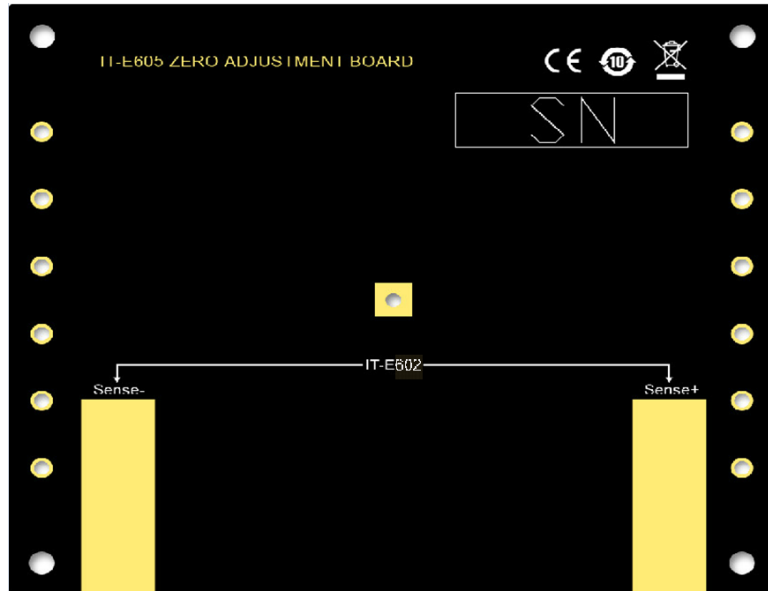 IT-E605 ZERO ADJUSTMENT BOARD
CE 10
SN
IT-E602
Sense- Sense+